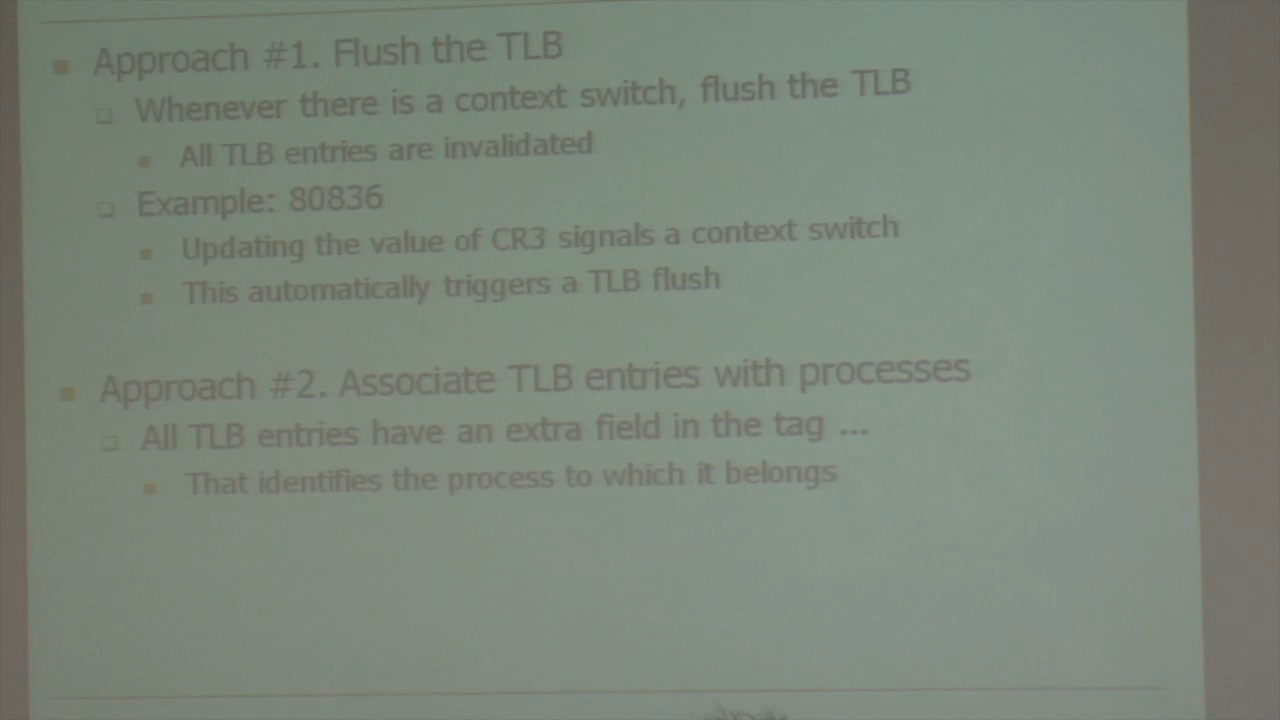 Approach #1. Flush the TLB
Whenever there is a context switch, flush the TLB
All TLB entries are invalidated
Example: 80836
Updating the value of CR3 signals a context switch
This automatically triggers a TLB flush
Approach #2. Associate TLB entries with processes
All TLB entries have an extra field in the tag ...
That identifies the process to which it belongs